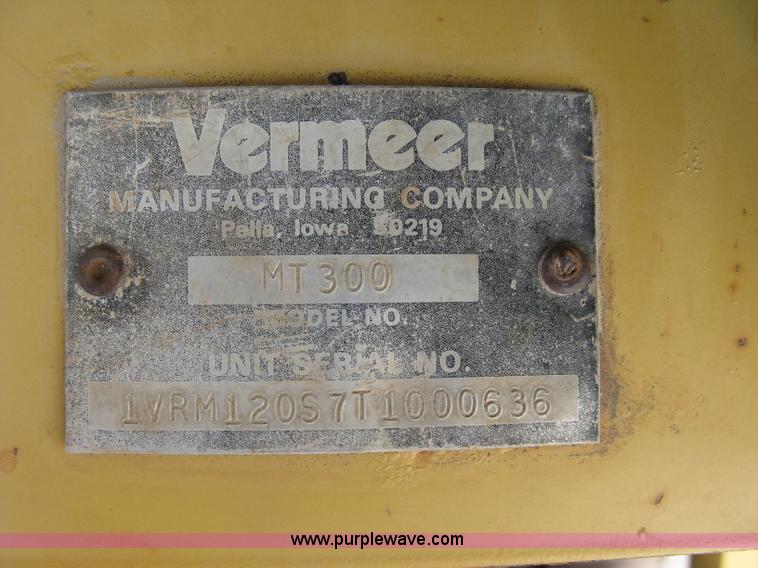 Vermeer
MANUFACTURING COMPANY
Pella, Iowa 50219
MT300
MODEL NO.
UNIT SERIAL NO.
1VRM120S7T1000636
www.purplewave.com